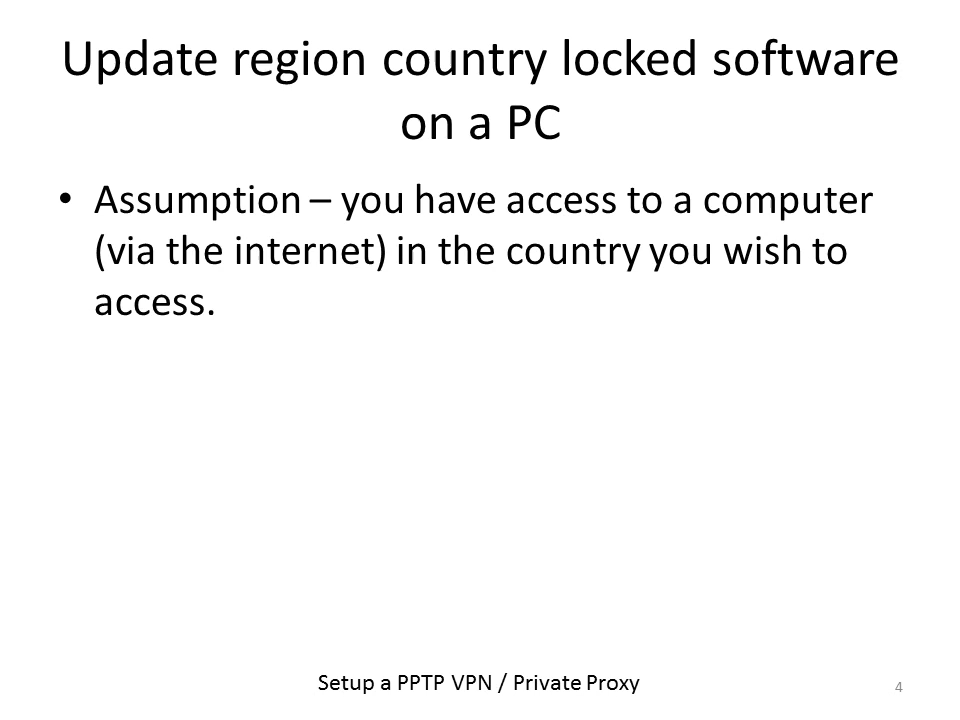 Update region country locked software
on a PC
• Assumption – you have access to a computer
(via the internet) in the country you wish to
access.
Setup a PPTP VPN / Private Proxy
4